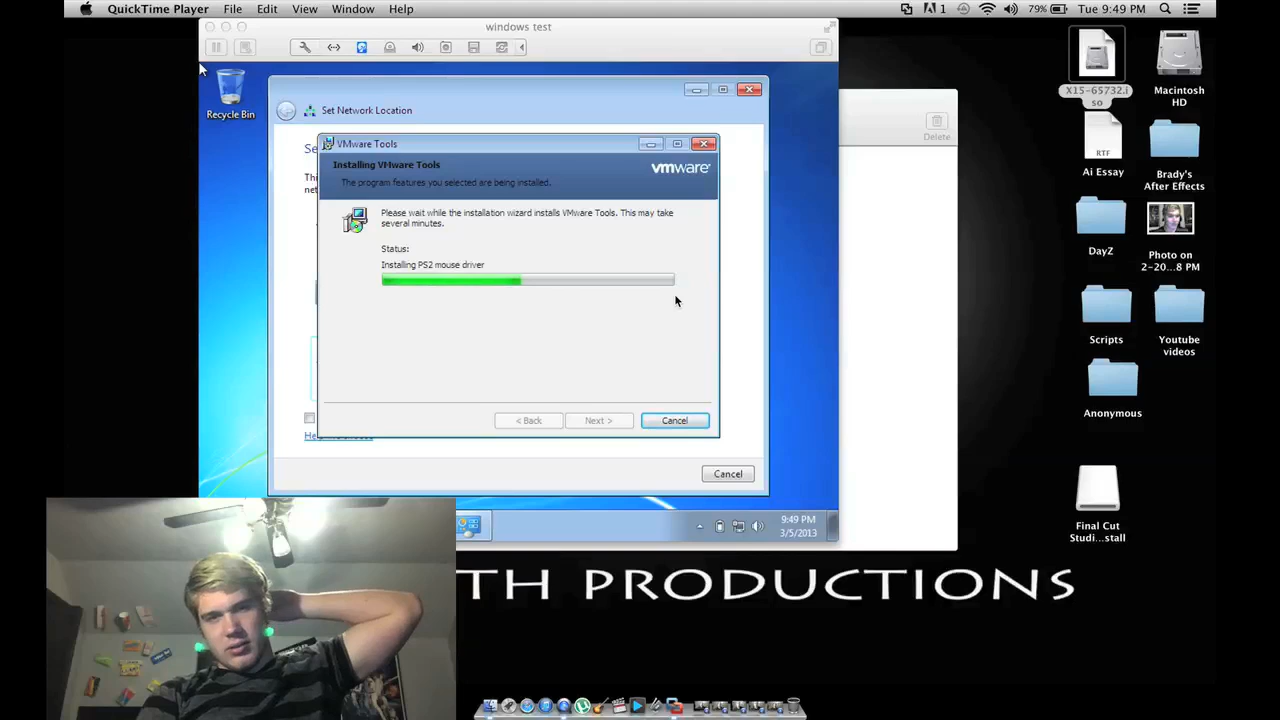 QuickTime Player File Edit View Window Help
1 79% Tue 9:49 PM
windows test
Recycle Bin
Set Network Location
Delete
VMware Tools
Installing VMware Tools
vmware
The program features you selected are being installed.
Please wait while the installation wizard installs VMware Tools. This may take
several minutes.
Status:
Installing PS2 mouse driver
< Back Next > Cancel
Cancel
9:49 PM
3/5/2013
X15-65732.i
so
Macintosh
HD
RTF
Ai Essay
Brady's
After Effects
DayZ
Photo on
2-20...8 PM
Scripts
Youtube
videos
Anonymous
Final Cut
Studi...stall
TH PRODUCTIONS